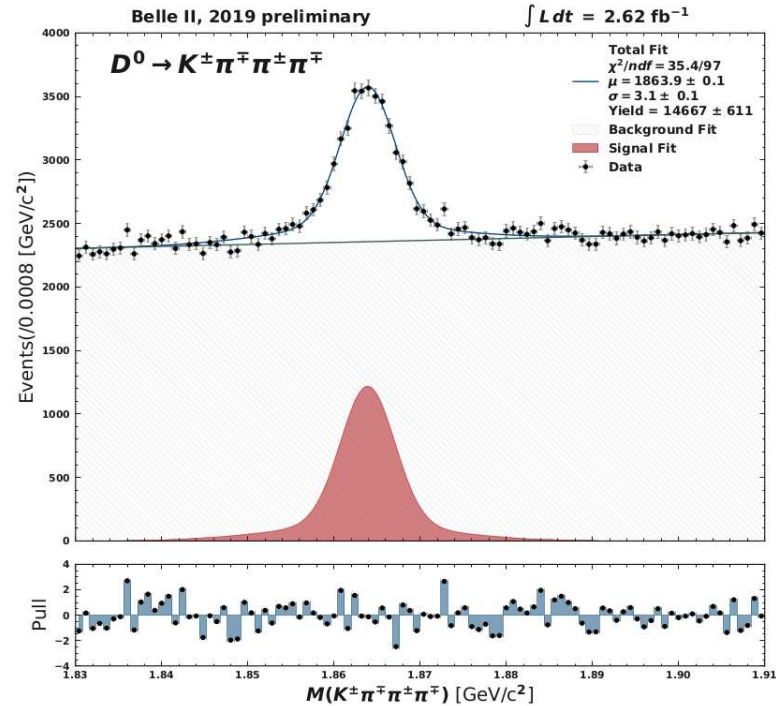 Belle II, 2019 preliminary
∫ L dt = 2.62 fb⁻¹
D⁰ → K^±π^∓π^±π^∓
Total Fit
χ²/ndf = 35.4/97
μ = 1863.9 ± 0.1
σ = 3.1 ± 0.1
Yield = 14667 ± 611
Background Fit
Signal Fit
Data
Events(/0.0008 [GeV/c²])
4000
3500
3000
2500
2000
1500
1000
500
0
Pull
4
2
0
−2
−4
1.83 1.84 1.85 1.86 1.87 1.88 1.89 1.90 1.91
M(K^±π^∓π^±π^∓) [GeV/c²]